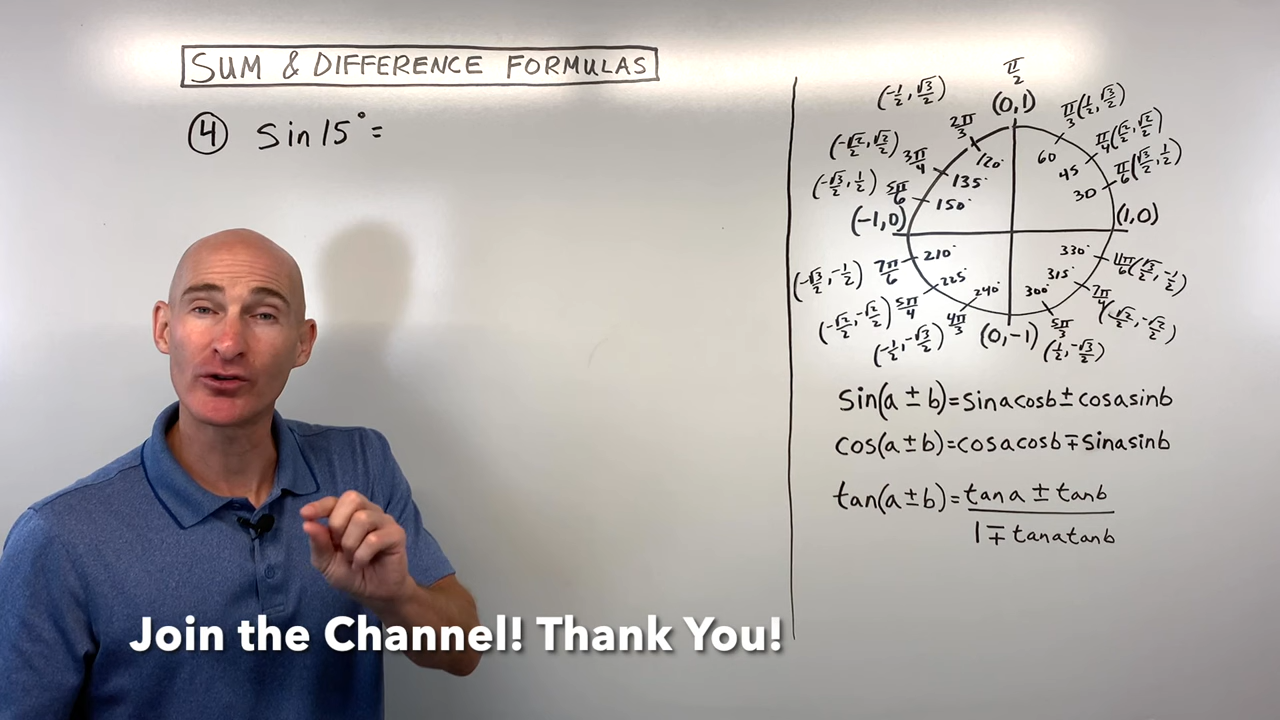 SUM & DIFFERENCE FORMULAS
④ Sin 15° =
π/2
(0,1)
π/3 (1/2, √3/2)
π/4 (√2/2, √2/2)
π/6 (√3/2, 1/2)
60
45
30
(1,0)
(-1/2, √3/2)
2π/3
120°
(-√2/2, √2/2)
3π/4
135°
(-√3/2, 1/2)
5π/6
150°
(-1,0)
(-√3/2, -1/2)
7π/6
210°
(-√2/2, -√2/2)
5π/4
225°
(-1/2, -√3/2)
4π/3
240°
(0,-1)
300°
5π/3
(1/2, -√3/2)
315°
7π/4
(√2/2, -√2/2)
330°
11π/6 (√3/2, -1/2)
sin(a ± b)=sinacosb ± cosasinb
cos(a ± b)=cosacosb ∓ sinasinb
tan(a ± b)= tana ± tanb
1 ∓ tanatanb
Join the Channel! Thank You!